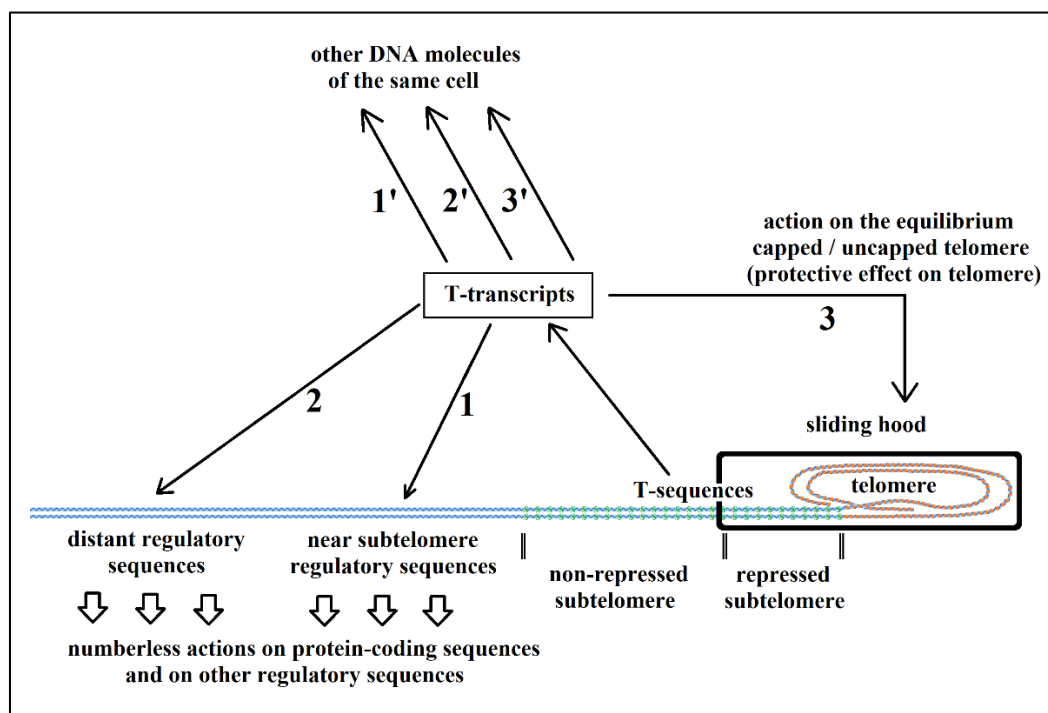 other DNA molecules
of the same cell
1'
2'
3'
action on the equilibrium
capped / uncapped telomere
(protective effect on telomere)
T-transcripts
3
2
1
sliding hood
T-sequences
telomere
distant regulatory
sequences
near subtelomere
regulatory sequences
non-repressed
subtelomere
repressed
subtelomere
numberless actions on protein-coding sequences
and on other regulatory sequences